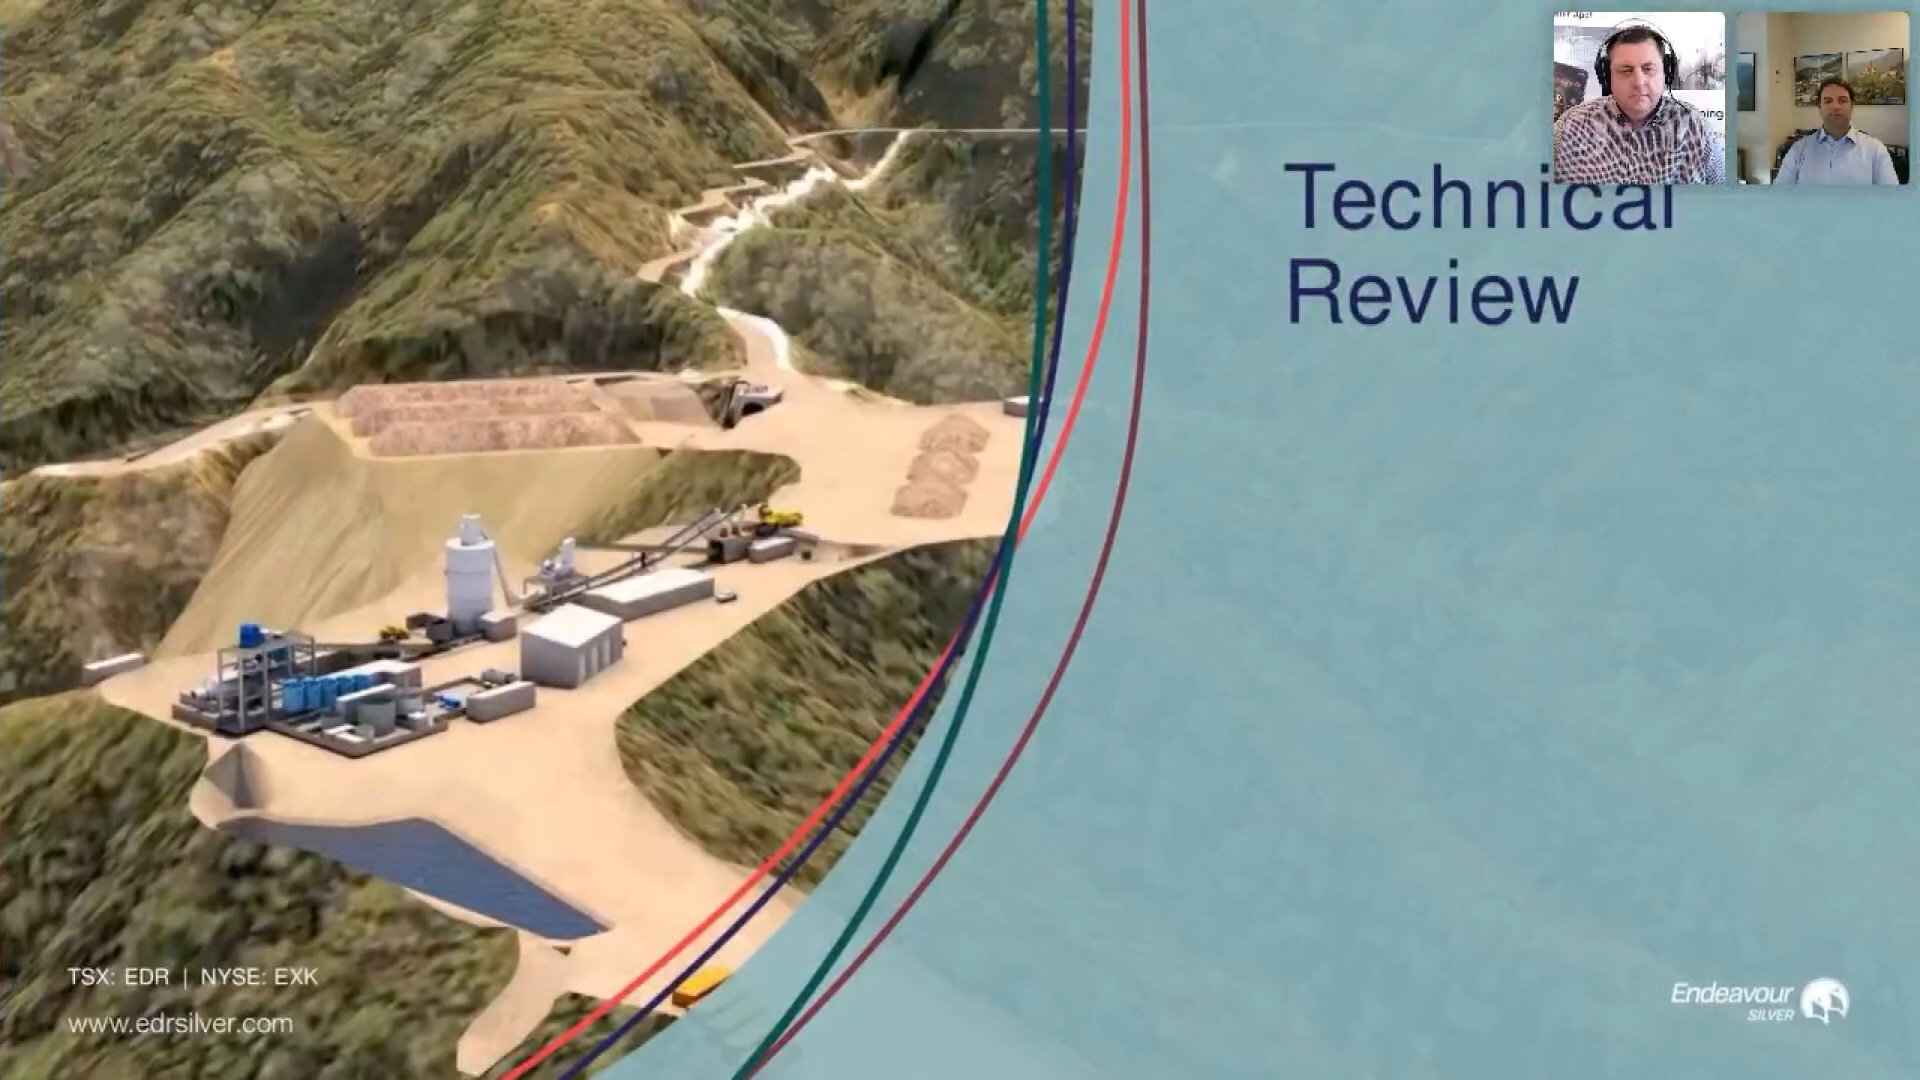 Technical
Review
TSX: EDR | NYSE: EXK
www.edrsilver.com
Endeavour
SILVER